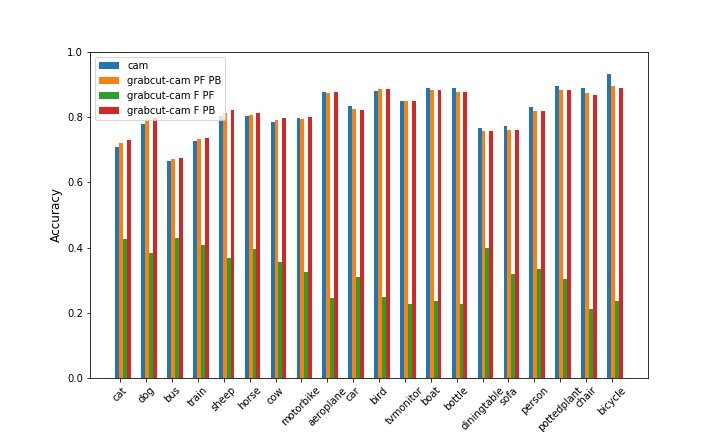 1.0
0.8
0.6
0.4
0.2
0.0
Accuracy
cam
grabcut-cam PF PB
grabcut-cam F PF
grabcut-cam F PB
cat
dog
bus
train
sheep
horse
cow
motorbike
aeroplane
car
bird
tvmonitor
boat
bottle
diningtable
sofa
person
pottedplant
chair
bicycle